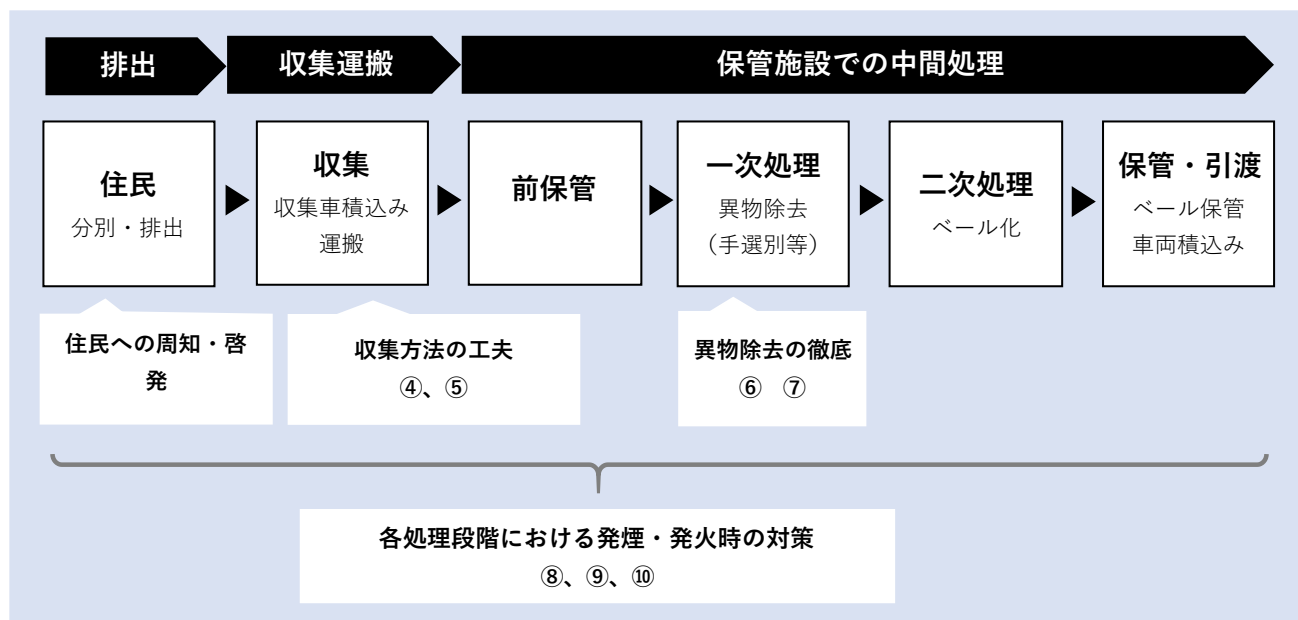 排出
収集運搬
保管施設での中間処理
住民
分別・排出
収集
収集車積込み
運搬
前保管
一次処理
異物除去
(手選別等)
二次処理
ベール化
保管・引渡
ベール保管
車両積込み
住民への周知・啓
発
収集方法の工夫
④、⑤
異物除去の徹底
⑥ ⑦
各処理段階における発煙・発火時の対策
⑧、⑨、⑩